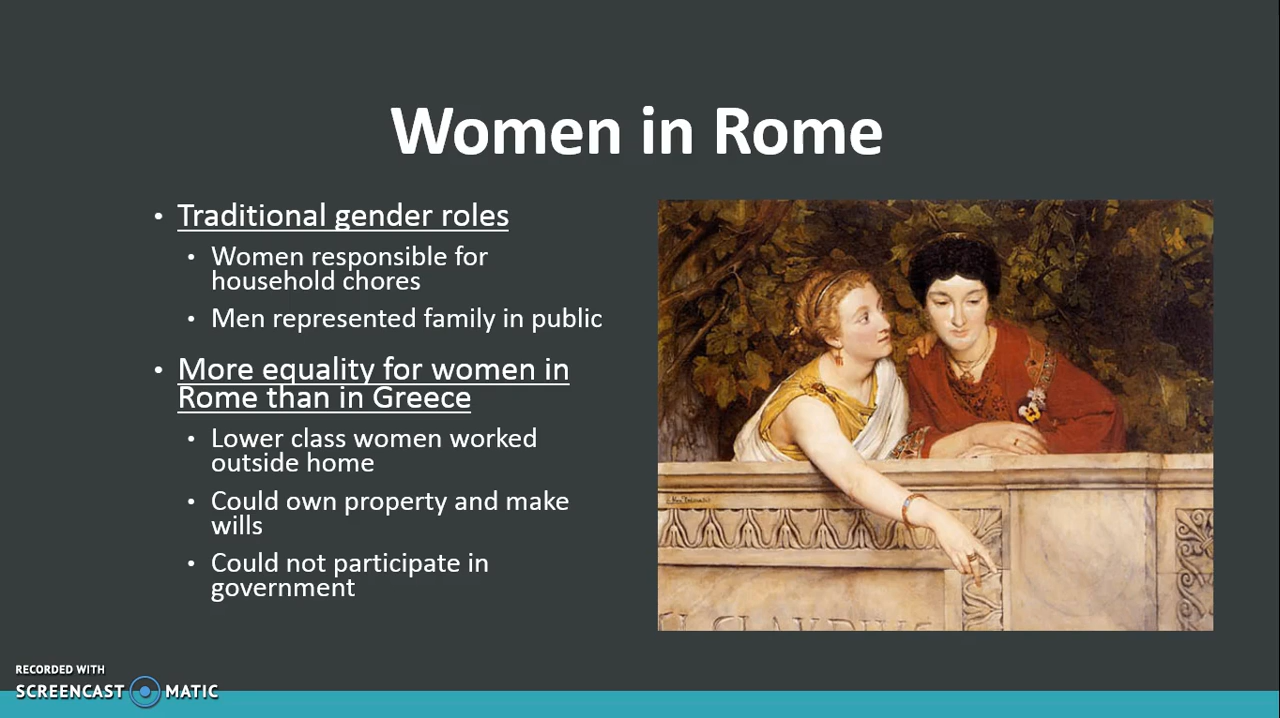 Women in Rome
• Traditional gender roles
• Women responsible for
household chores
• Men represented family in public
• More equality for women in
Rome than in Greece
• Lower class women worked
outside home
• Could own property and make
wills
• Could not participate in
government
RECORDED WITH
SCREENCAST MATIC